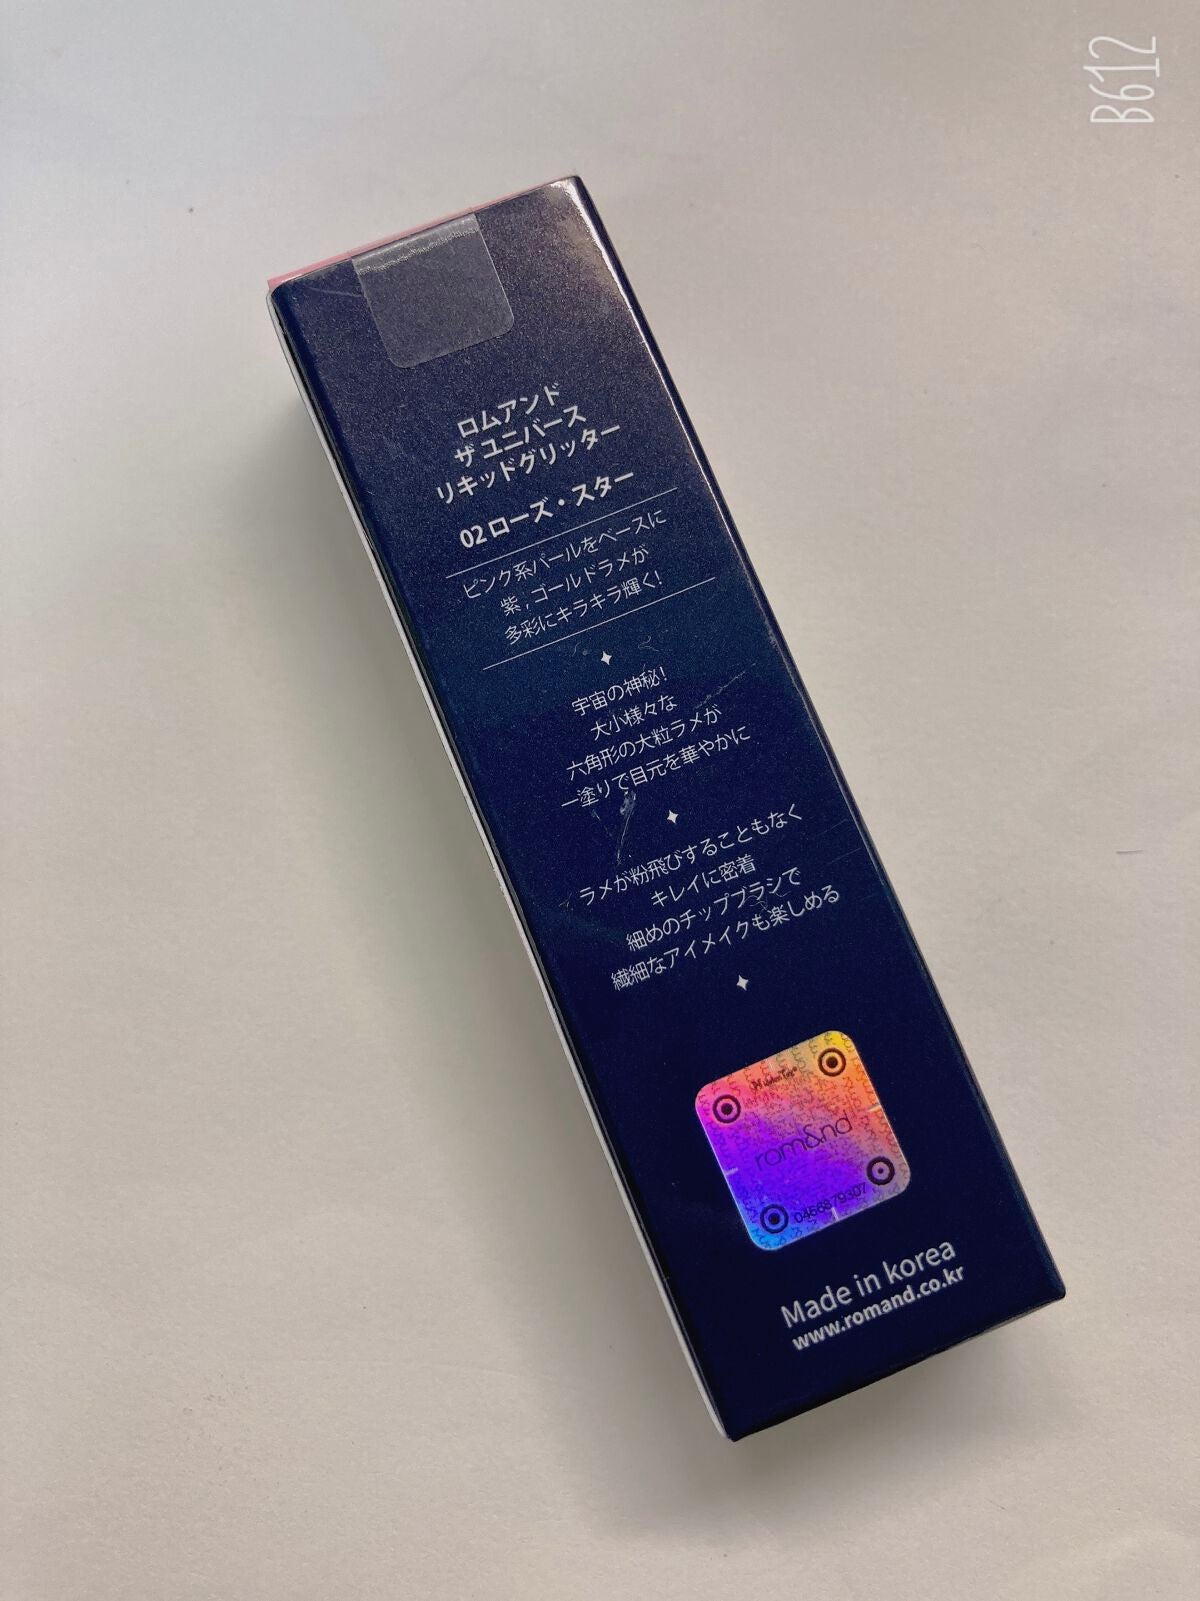 B612
ロムアンド
ザ ユニバース
リキッドグリッター
02 ローズ・スター
ピンク系パールをベースに
紫,ゴールドラメが
多彩にキラキラ輝く!
宇宙の神秘!
大小様々な
六角形の大粒ラメが
一塗りで目元を華やかに
ラメが粉飛びすることもなく
キレイに密着
細めのチップブラシで
繊細なアイメイクも楽しめる
rom&nd
0466879307
Made in korea
www.romand.co.kr